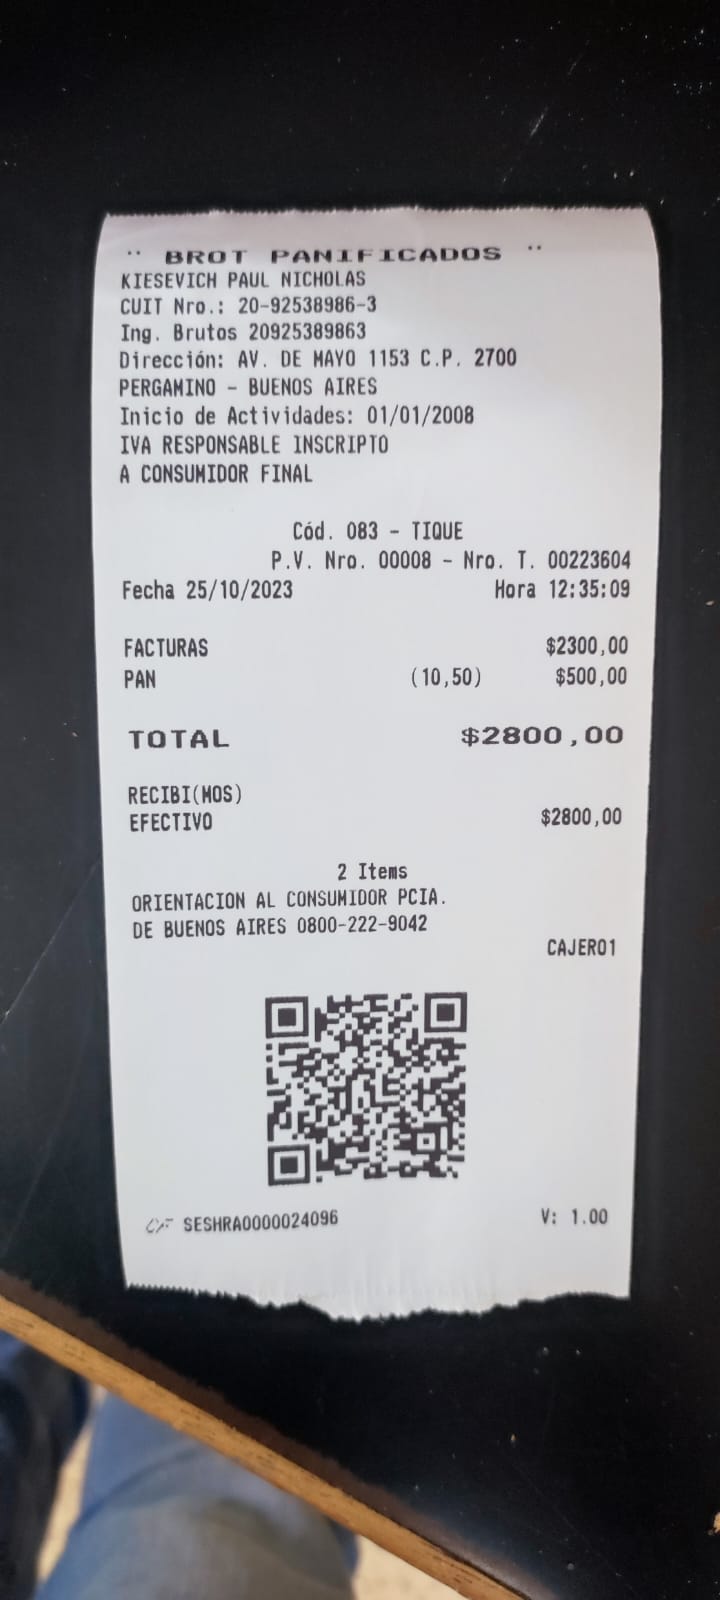 " BROT PANIFICADOS "
KIESEVICH PAUL NICHOLAS
CUIT Nro.: 20-92538986-3
Ing. Brutos 20925389863
Dirección: AV. DE MAYO 1153 C.P. 2700
PERGAMINO - BUENOS AIRES
Inicio de Actividades: 01/01/2008
IVA RESPONSABLE INSCRIPTO
A CONSUMIDOR FINAL
Cód. 083 - TIQUE
P.V. Nro. 00008 - Nro. T. 00223604
Fecha 25/10/2023 Hora 12:35:09
FACTURAS $2300,00
PAN (10,50) $500,00
TOTAL $2800,00
RECIBI(MOS)
EFECTIVO $2800,00
2 Items
ORIENTACION AL CONSUMIDOR PCIA.
DE BUENOS AIRES 0800-222-9042
CAJERO1
CF SESHRA0000024096 V: 1.00